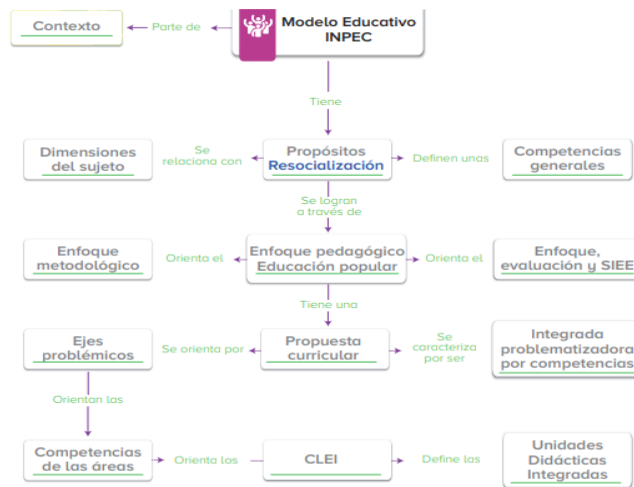 Contexto
Parte de
Modelo Educativo
INPEC
Tiene
Dimensiones
del sujeto
Se
relaciona con
Propósitos
Resocialización
Definen unas
Competencias
generales
Se logran
a través de
Enfoque
metodológico
Orienta el
Enfoque pedagógico
Educación popular
Orienta el
Enfoque,
evaluación y SIEE
Tiene una
Ejes
problémicos
Se orienta por
Propuesta
curricular
Se
caracteriza
por ser
Integrada
problematizadora
por competencias
Orientan las
Competencias
de las áreas
Orienta los
CLEI
Define las
Unidades
Didácticas
Integradas